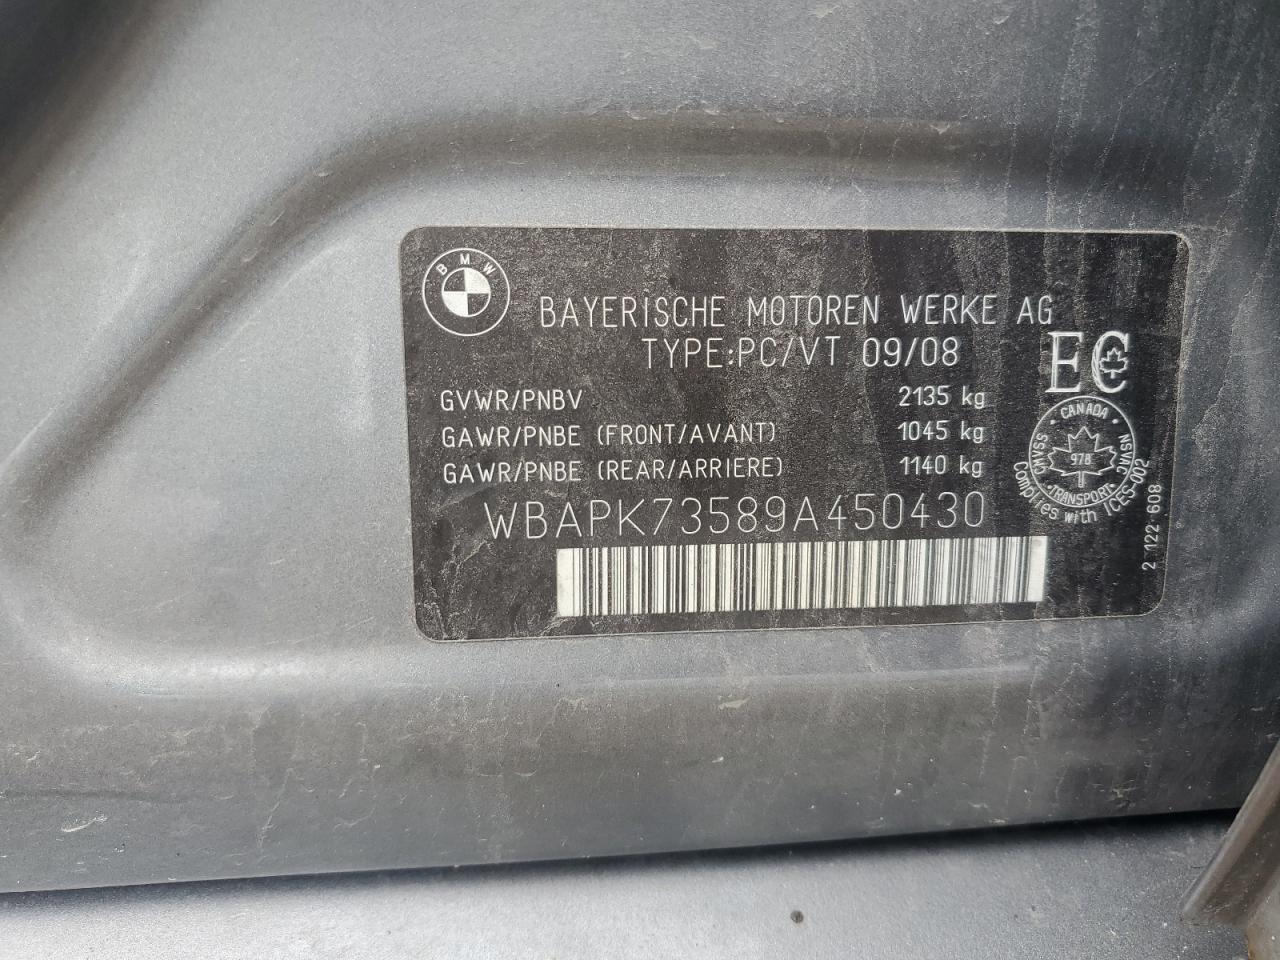 BMW
BAYERISCHE MOTOREN WERKE AG
TYPE:PC/VT 09/08
GVWR/PNBV 2135 kg
GAWR/PNBE (FRONT/AVANT) 1045 kg
GAWR/PNBE (REAR/ARRIERE) 1140 kg
WBAPK73589A450430
EC
CANADA
CMVSS
NSVAC
978
TRANSPORT
Complies with ICES-002
2 122 608